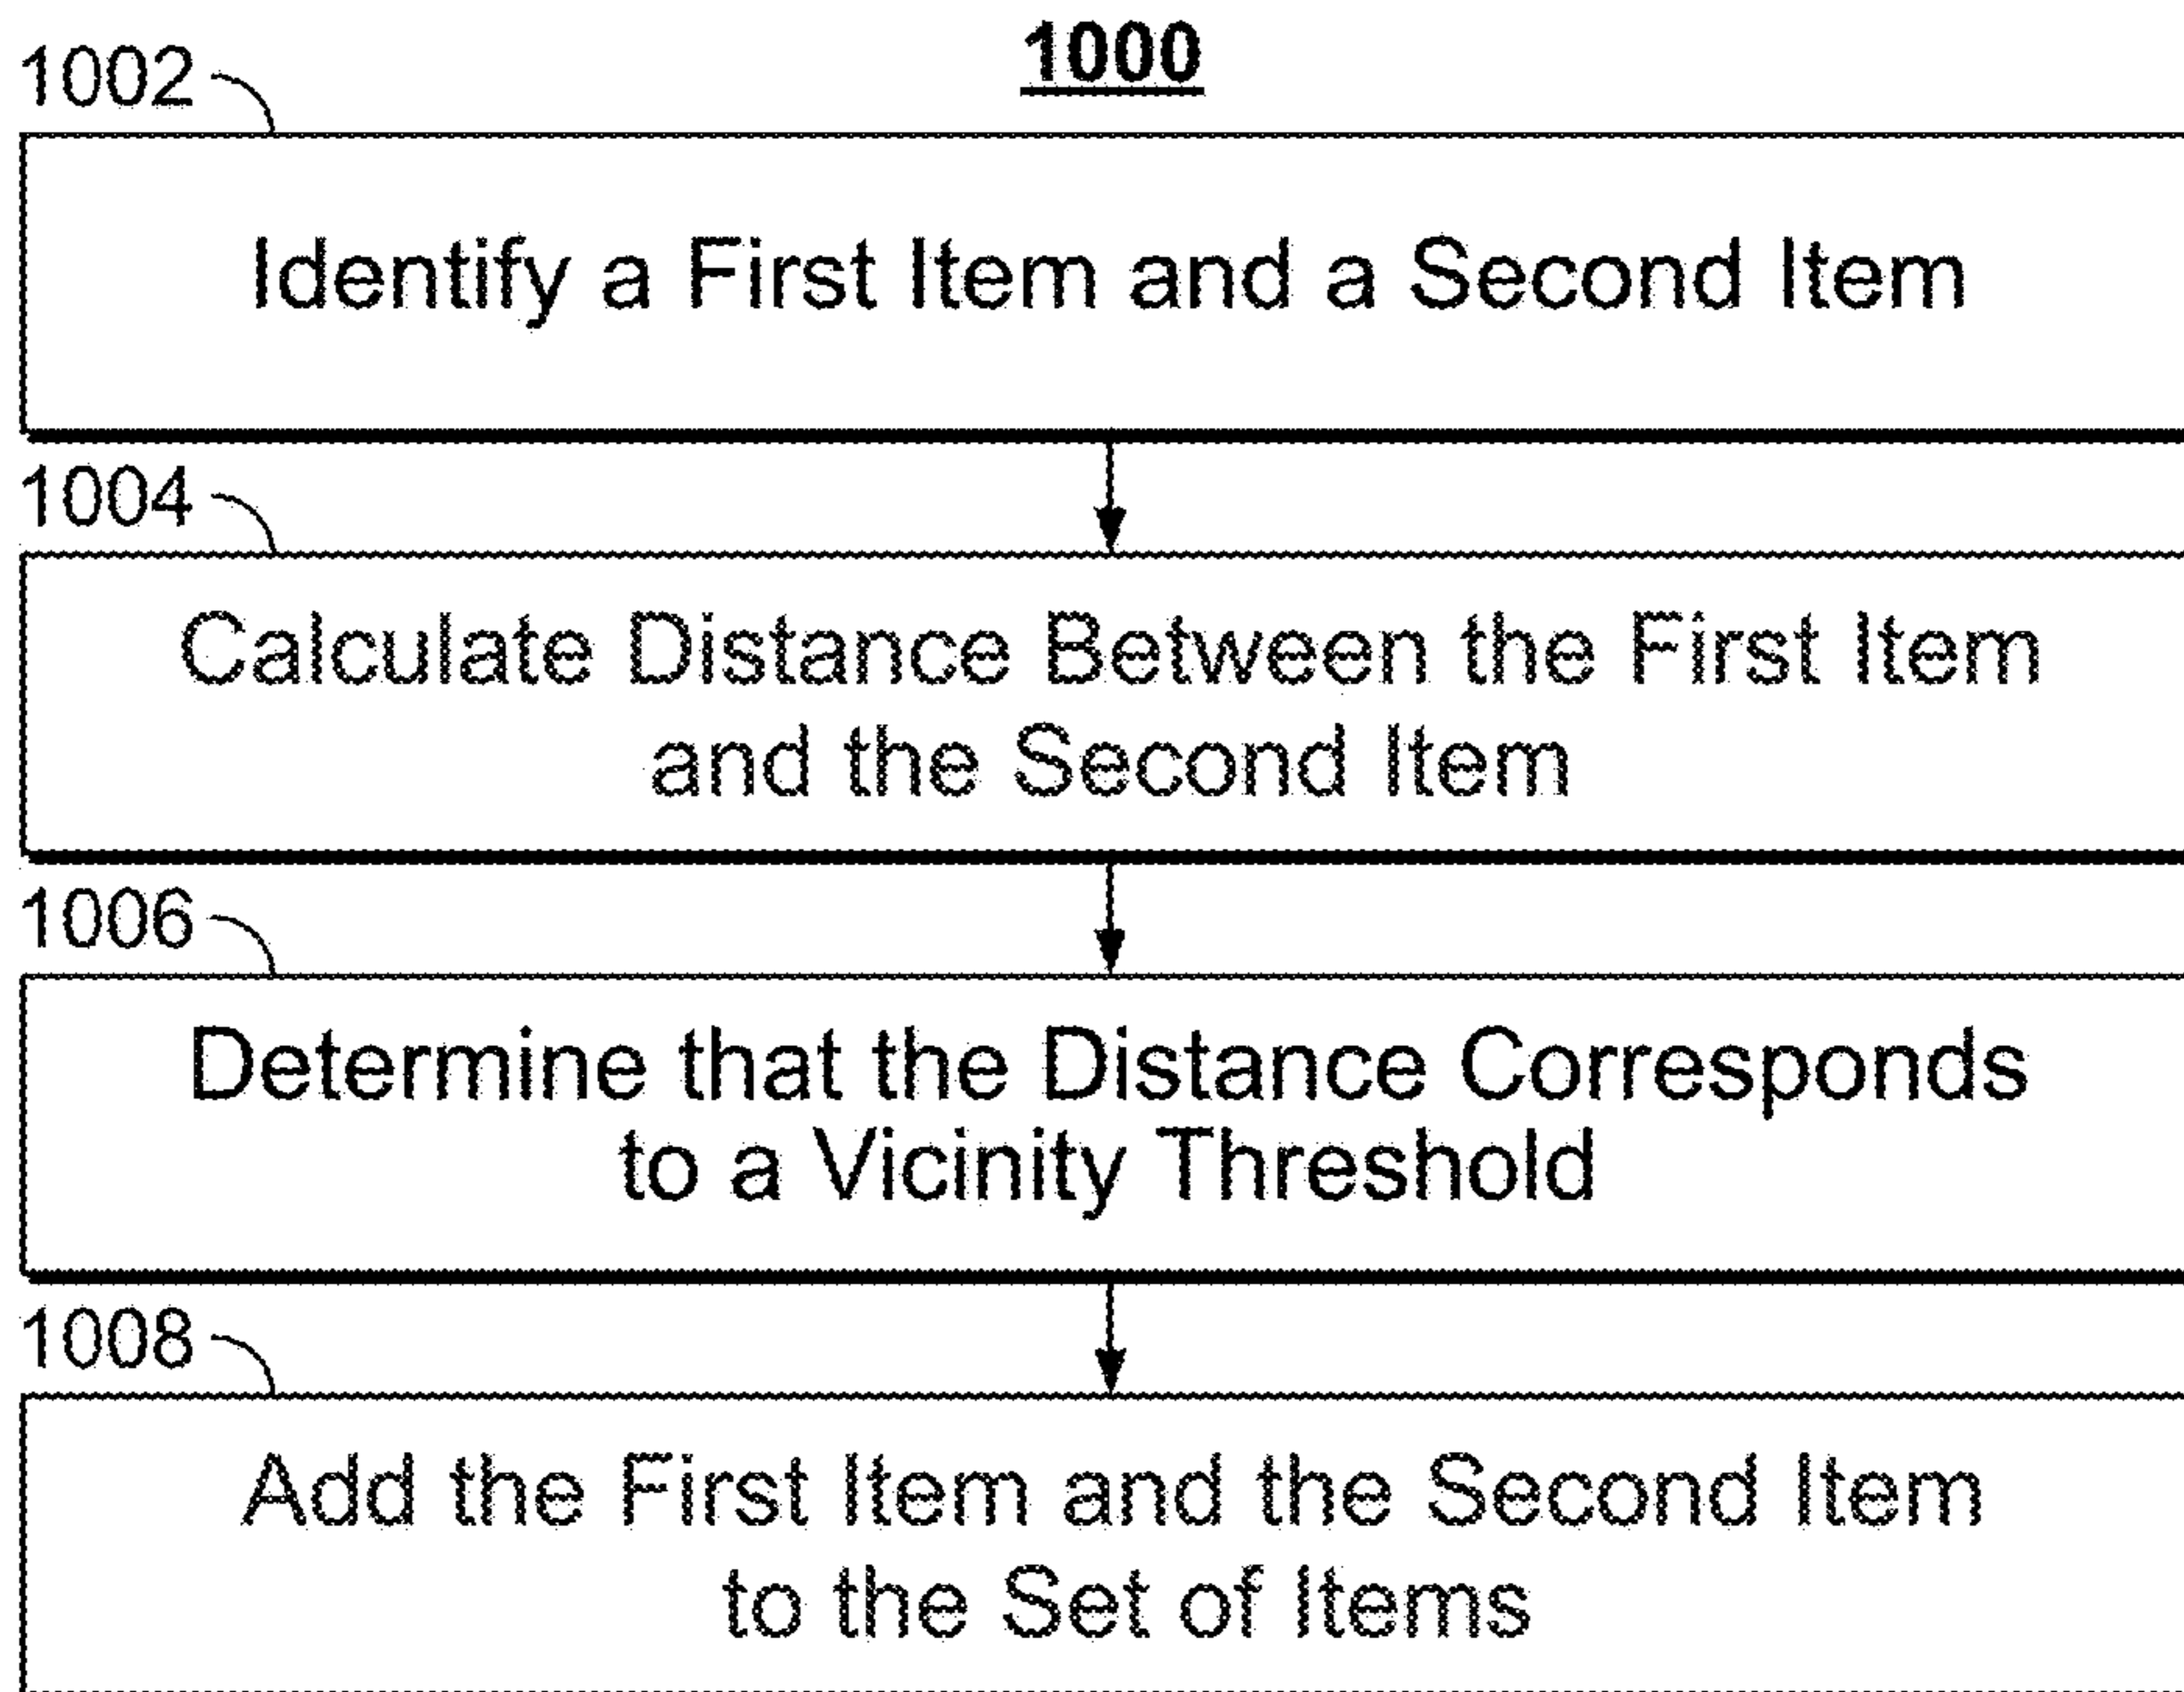 1000
1002
Identify a First Item and a Second Item
1004
Calculate Distance Between the First Item
and the Second Item
1006
Determine that the Distance Corresponds
to a Vicinity Threshold
1008
Add the First Item and the Second Item
to the Set of Items